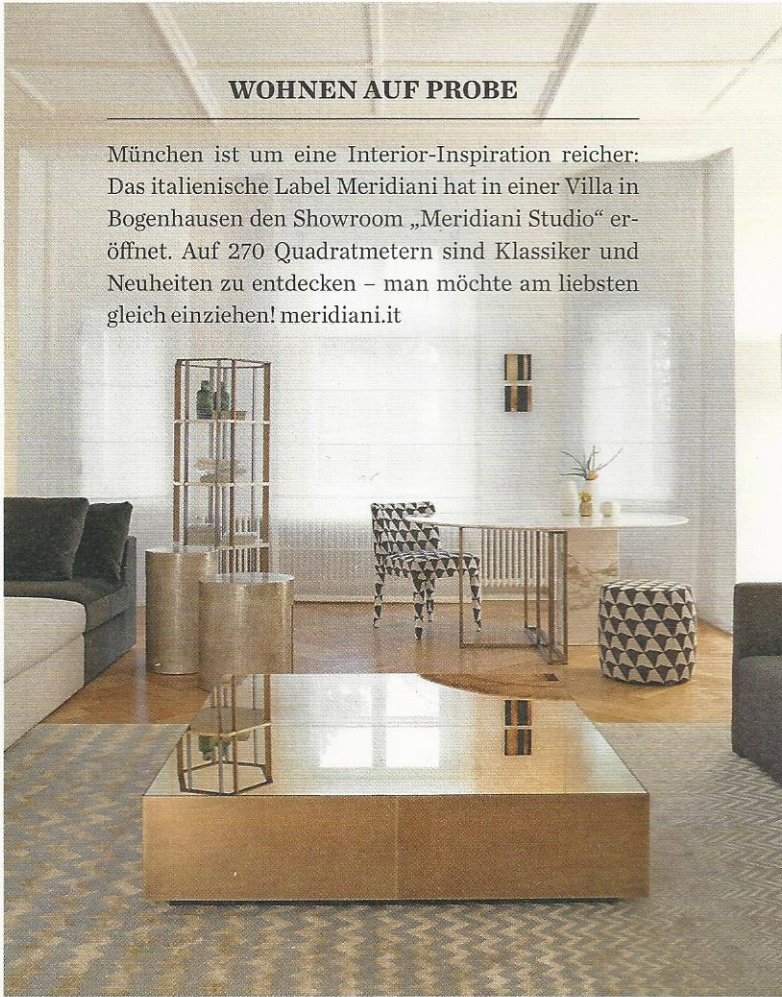 WOHNEN AUF PROBE
München ist um eine Interior-Inspiration reicher:
Das italienische Label Meridiani hat in einer Villa in
Bogenhausen den Showroom „Meridiani Studio“ er-
öffnet. Auf 270 Quadratmetern sind Klassiker und
Neuheiten zu entdecken – man möchte am liebsten
gleich einziehen! meridiani.it